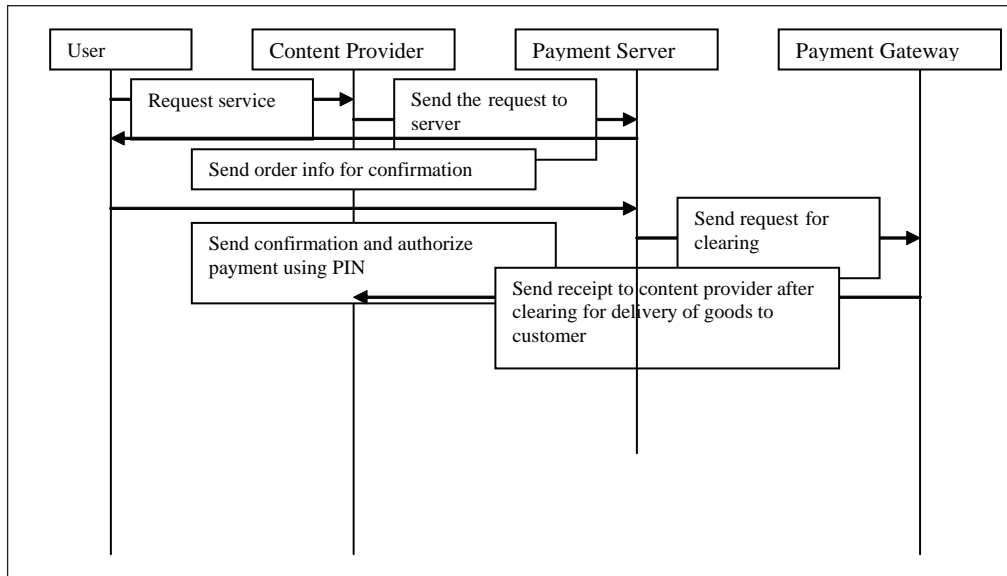 User
Content Provider
Payment Server
Payment Gateway
Request service
Send the request to
server
Send order info for confirmation
Send request for
clearing
Send confirmation and authorize
payment using PIN
Send receipt to content provider after
clearing for delivery of goods to
customer